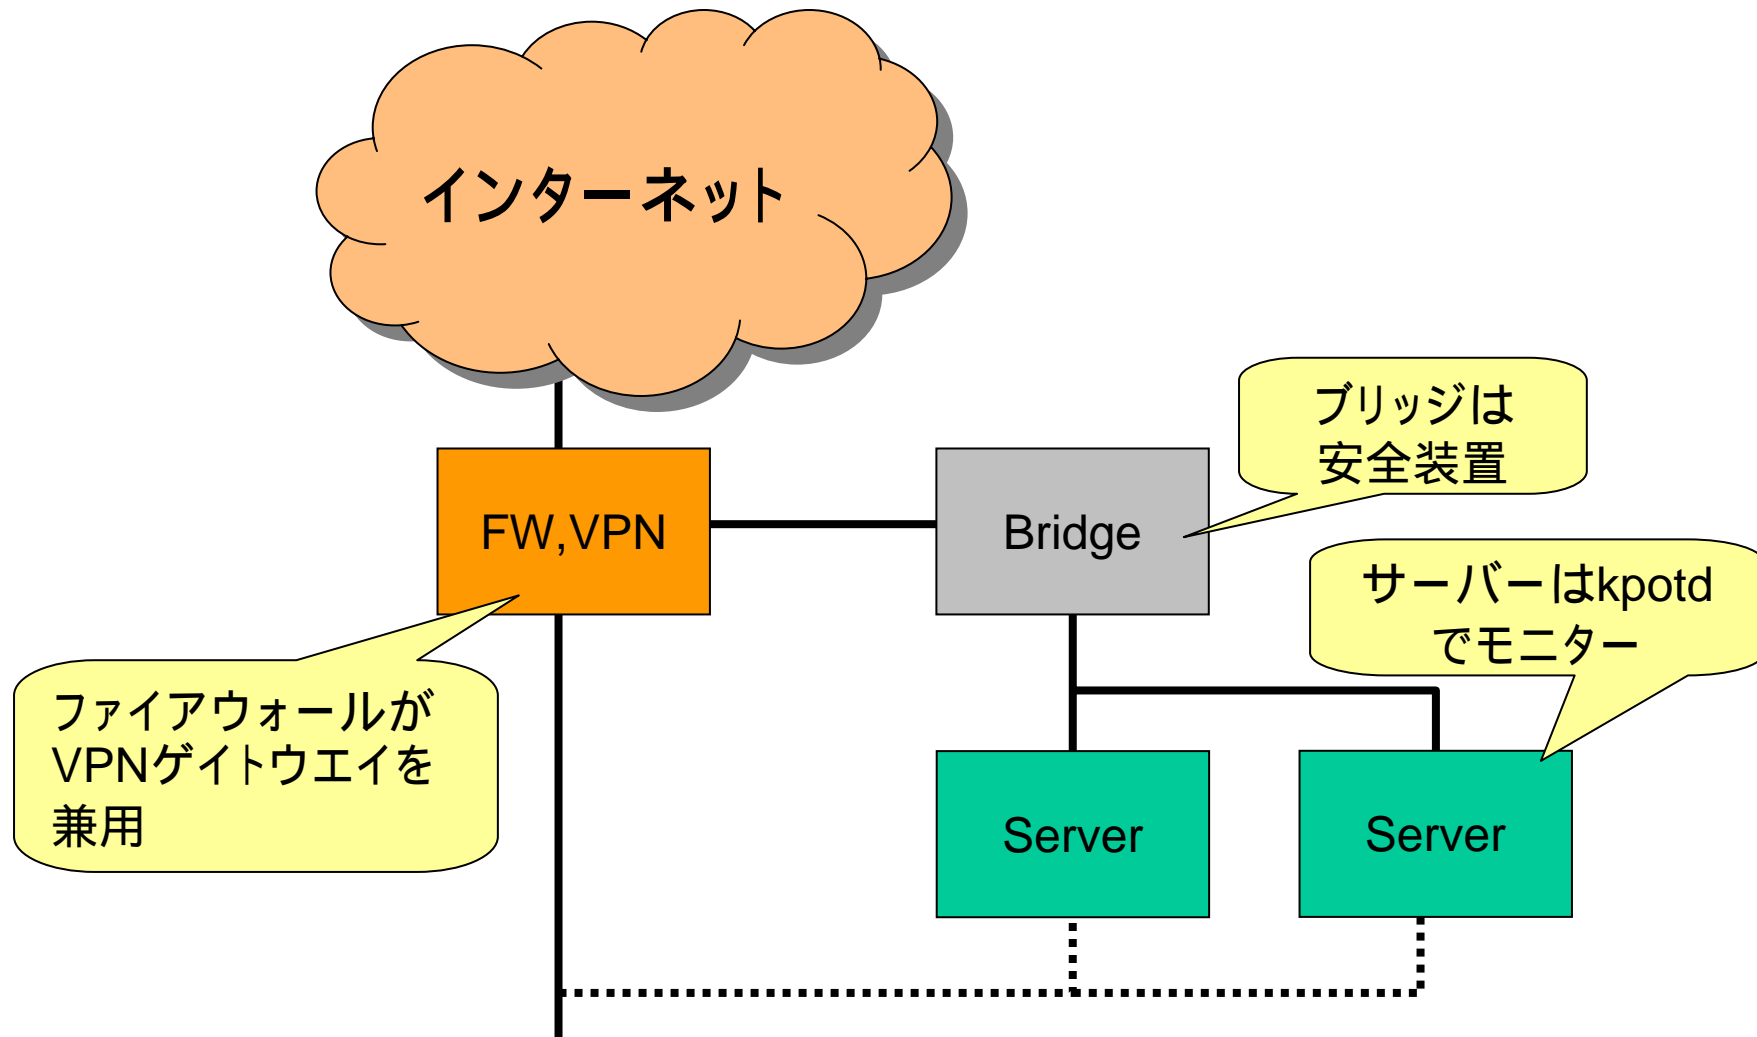 インターネット
ブリッジは
安全装置
FW,VPN
Bridge
サーバーはkpotd
でモニター
ファイアウォールが
VPNゲイトウエイを
兼用
Server
Server